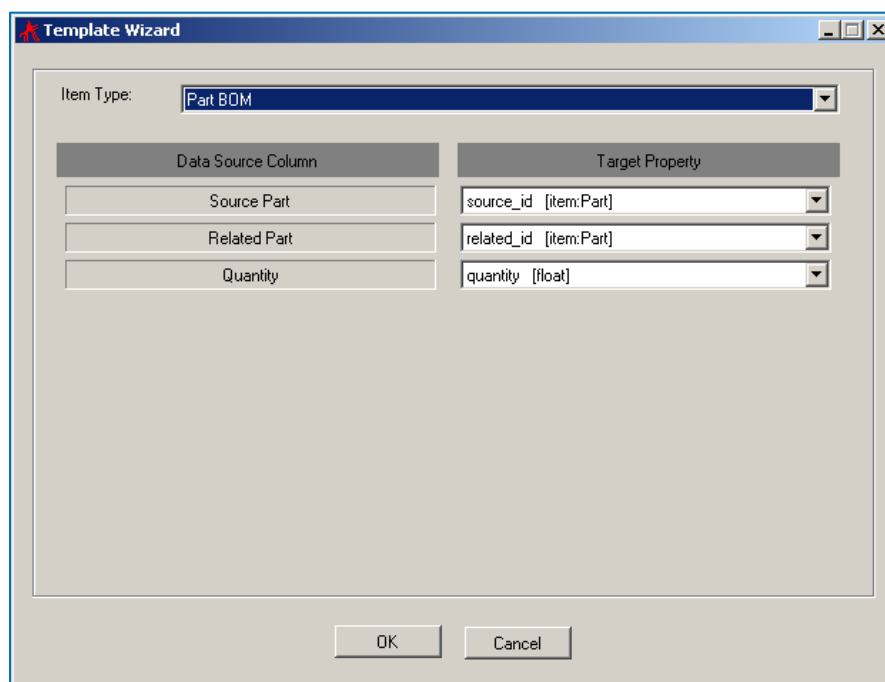 Template Wizard
Item Type: Part BOM
Data Source Column Target Property
Source Part source_id [item:Part]
Related Part related_id [item:Part]
Quantity quantity [float]
OK Cancel